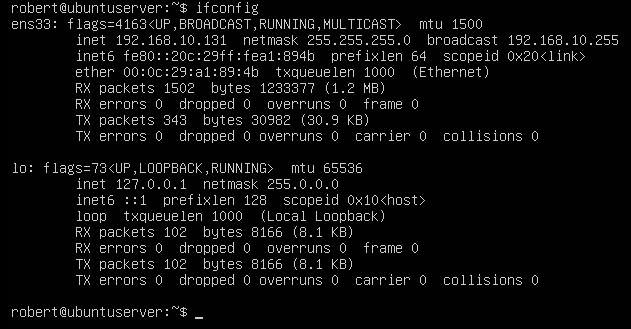 robert@ubuntuserver:~$ ifconfig
ens33: flags=4163<UP,BROADCAST,RUNNING,MULTICAST>  mtu 1500
        inet 192.168.10.131  netmask 255.255.255.0  broadcast 192.168.10.255
        inet6 fe80::20c:29ff:fea1:894b  prefixlen 64  scopeid 0x20<link>
        ether 00:0c:29:a1:89:4b  txqueuelen 1000  (Ethernet)
        RX packets 1502  bytes 1233377 (1.2 MB)
        RX errors 0  dropped 0  overruns 0  frame 0
        TX packets 343  bytes 30982 (30.9 KB)
        TX errors 0  dropped 0 overruns 0  carrier 0  collisions 0

lo: flags=73<UP,LOOPBACK,RUNNING>  mtu 65536
        inet 127.0.0.1  netmask 255.0.0.0
        inet6 ::1  prefixlen 128  scopeid 0x10<host>
        loop  txqueuelen 1000  (Local Loopback)
        RX packets 102  bytes 8166 (8.1 KB)
        RX errors 0  dropped 0  overruns 0  frame 0
        TX packets 102  bytes 8166 (8.1 KB)
        TX errors 0  dropped 0 overruns 0  carrier 0  collisions 0

robert@ubuntuserver:~$ _